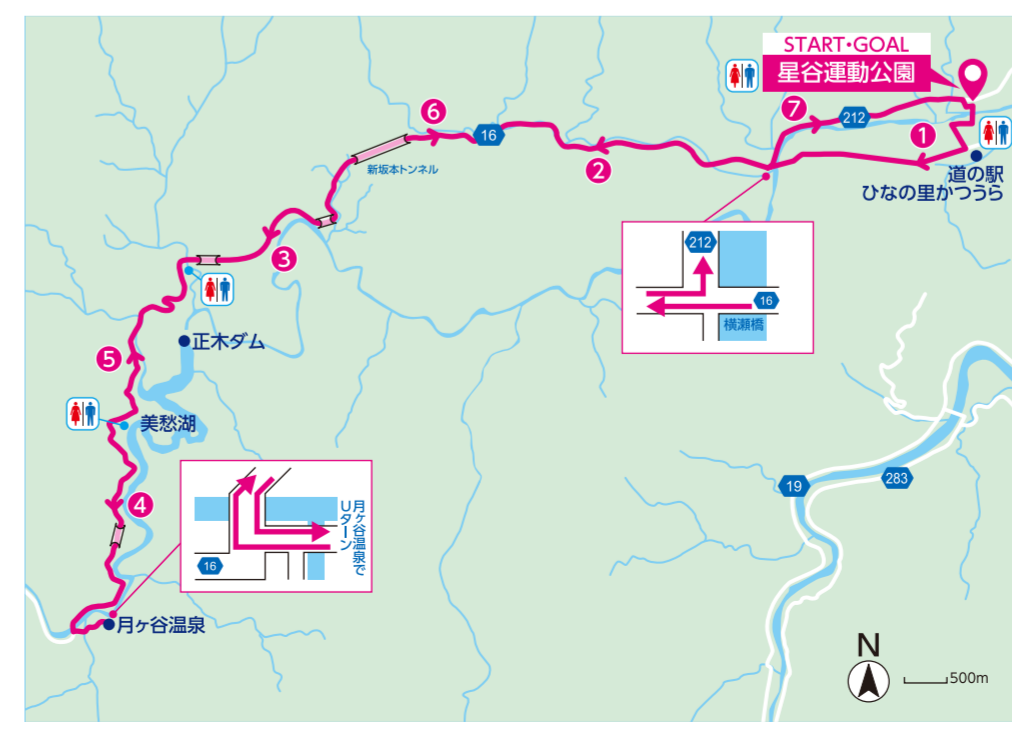 START・GOAL
星谷運動公園
6
7
212
1
16
2
新坂本トンネル
道の駅
ひなの里かつうら
3
212
16
横瀬橋
正木ダム
5
美愁湖
4
19
283
月ヶ谷温泉で
Uターン
16
月ヶ谷温泉
N
500m